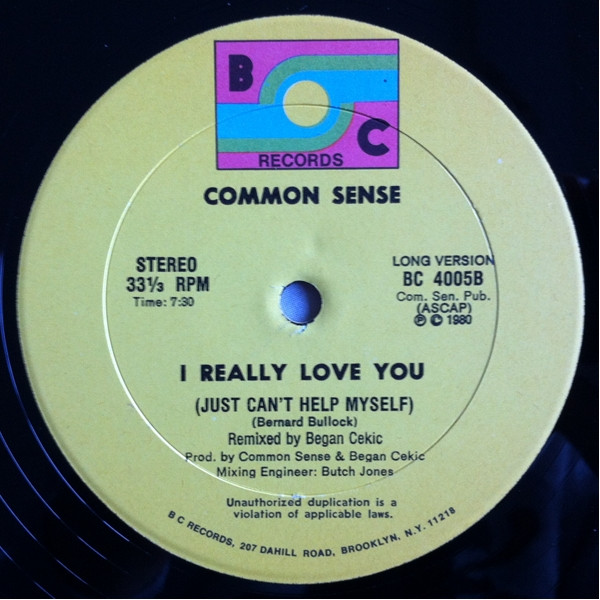 B
C
RECORDS
COMMON SENSE
STEREO
33⅓ RPM
Time: 7:30
LONG VERSION
BC 4005B
Com. Sen. Pub.
(ASCAP)
℗ © 1980
I REALLY LOVE YOU
(JUST CAN'T HELP MYSELF)
(Bernard Bullock)
Remixed by Began Cekic
Prod. by Common Sense & Began Cekic
Mixing Engineer: Butch Jones
Unauthorized duplication is a
violation of applicable laws.
B C RECORDS, 207 DAHILL ROAD, BROOKLYN, N.Y. 11218